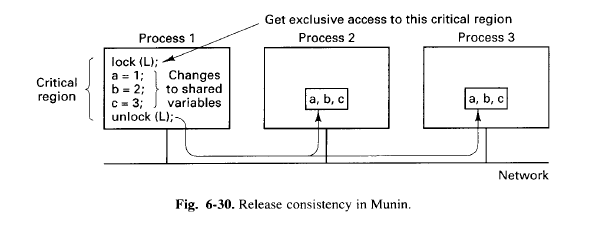 Get exclusive access to this critical region
Process 1
Process 2
Process 3
Critical
region
lock (L);
a = 1;
b = 2;
c = 3;
unlock (L);
Changes
to shared
variables
a, b, c
a, b, c
Network
Fig. 6-30. Release consistency in Munin.